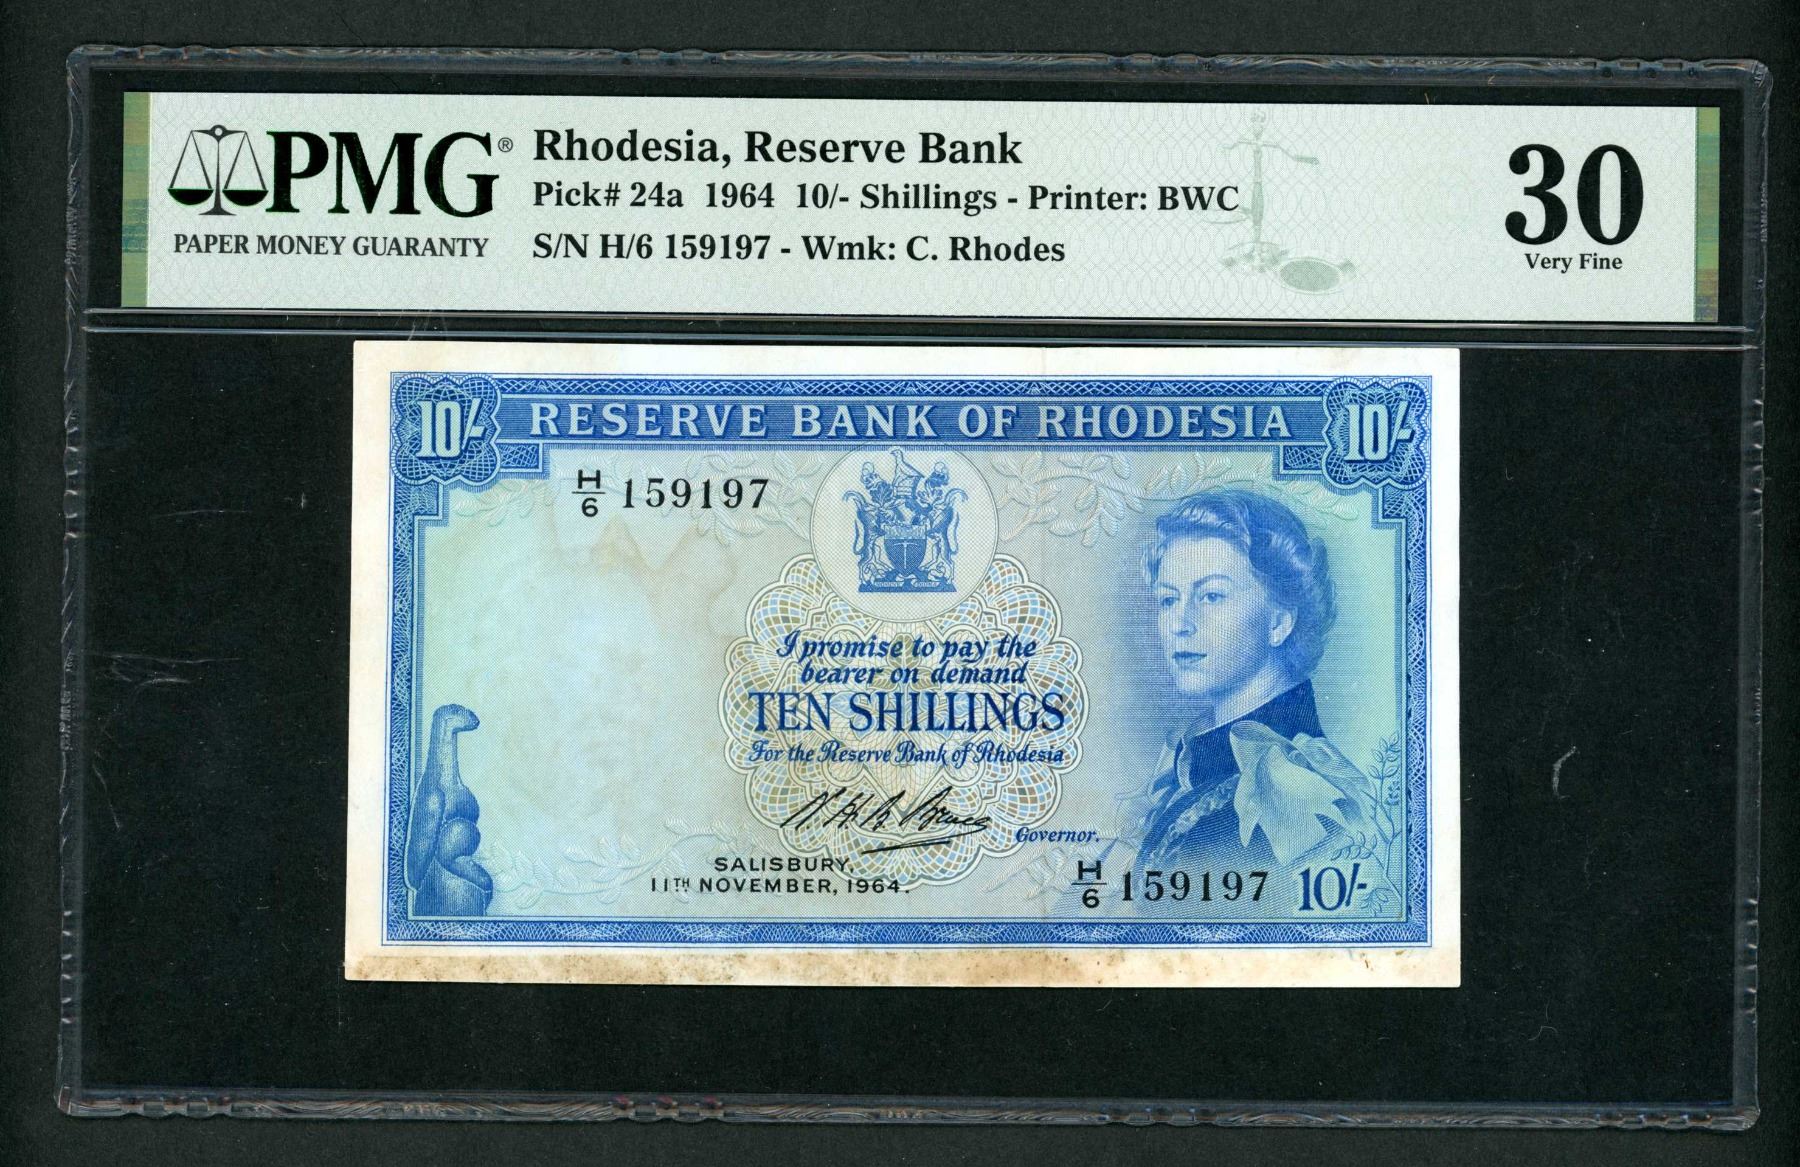 PMG®
PAPER MONEY GUARANTY
Rhodesia, Reserve Bank
Pick# 24a 1964 10/- Shillings - Printer: BWC
S/N H/6 159197 - Wmk: C. Rhodes
30
Very Fine
10/- RESERVE BANK OF RHODESIA 10/-
H/6 159197
I promise to pay the
bearer on demand
TEN SHILLINGS
For the Reserve Bank of Rhodesia
Governor.
SALISBURY,
11TH NOVEMBER, 1964.
H/6 159197 10/-